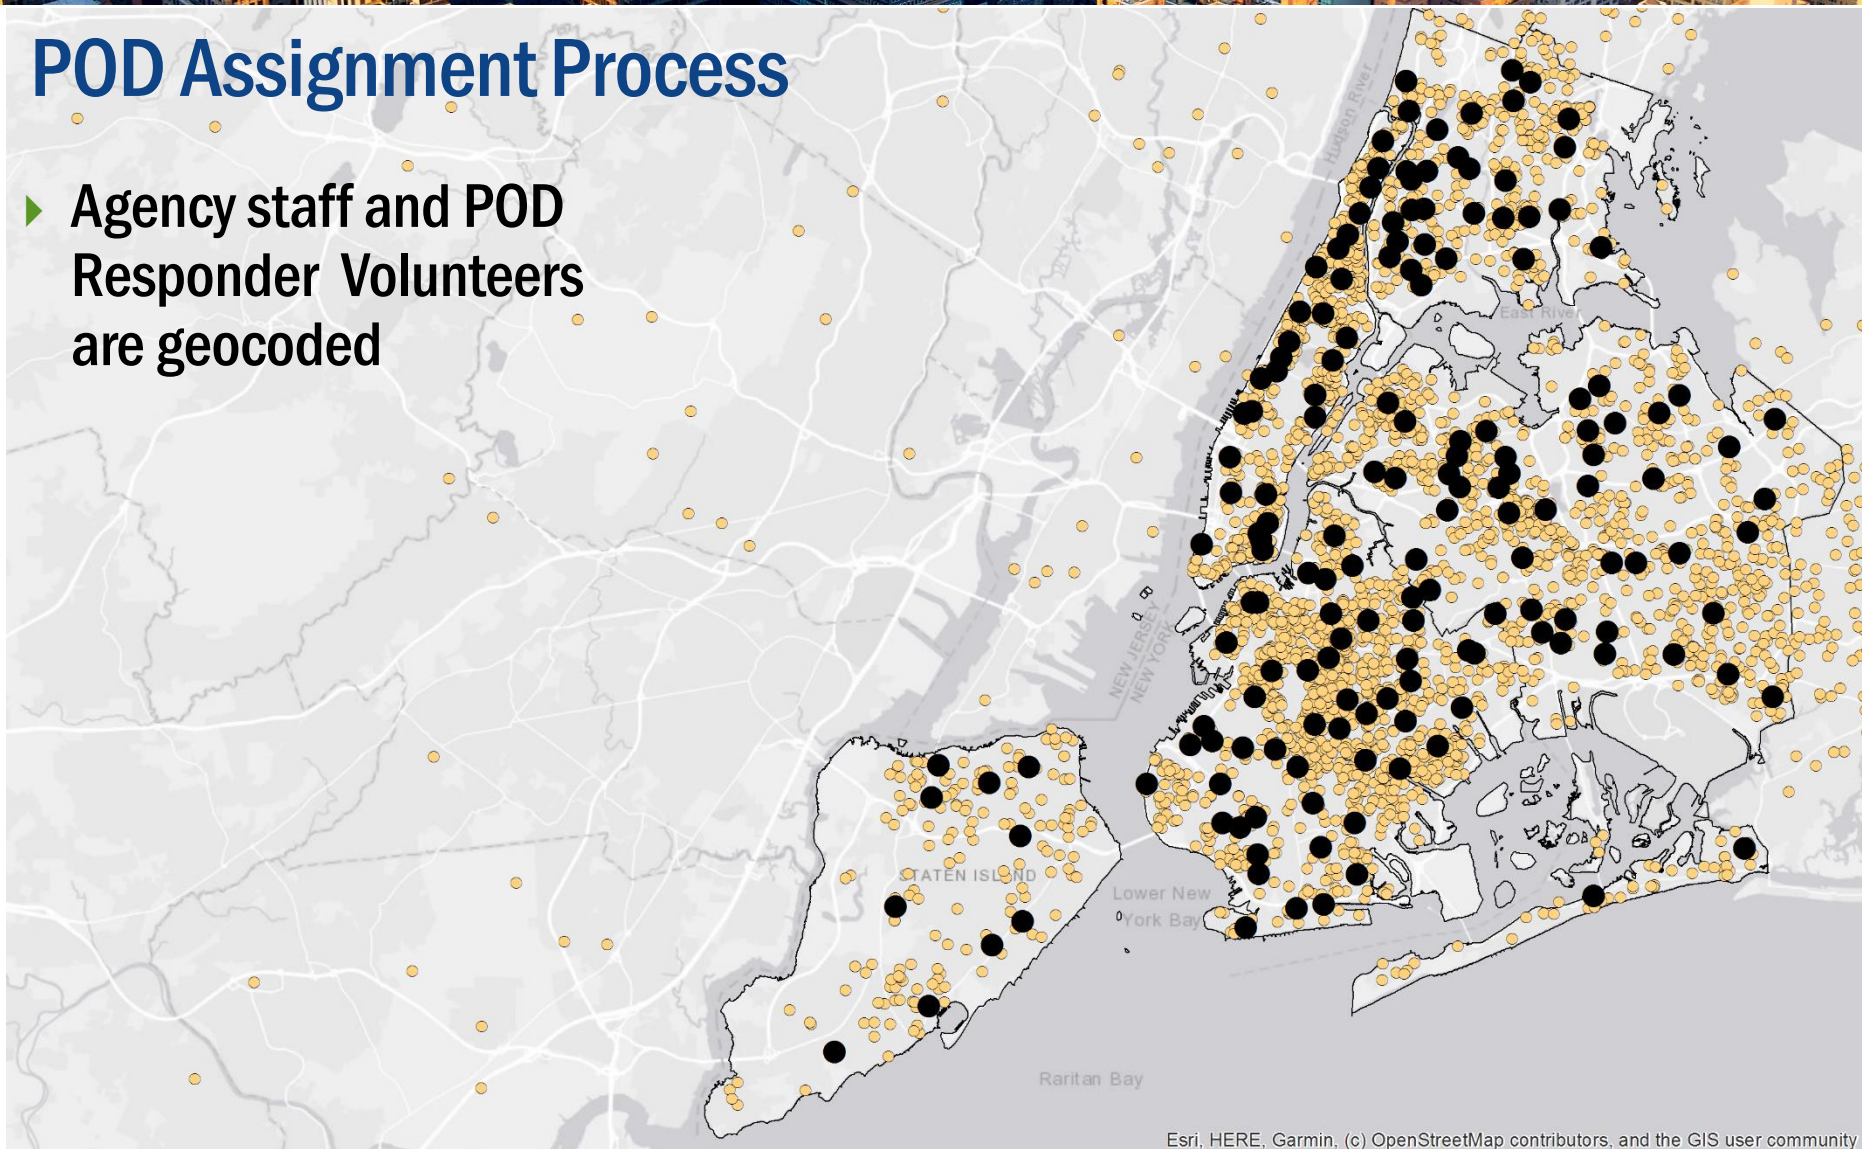 POD Assignment Process
Agency staff and POD
Responder Volunteers
are geocoded
Hudson River
East River
NEW JERSEY
NEW YORK
STATEN ISLAND
Lower New
York Bay
Raritan Bay
Esri, HERE, Garmin, (c) OpenStreetMap contributors, and the GIS user community